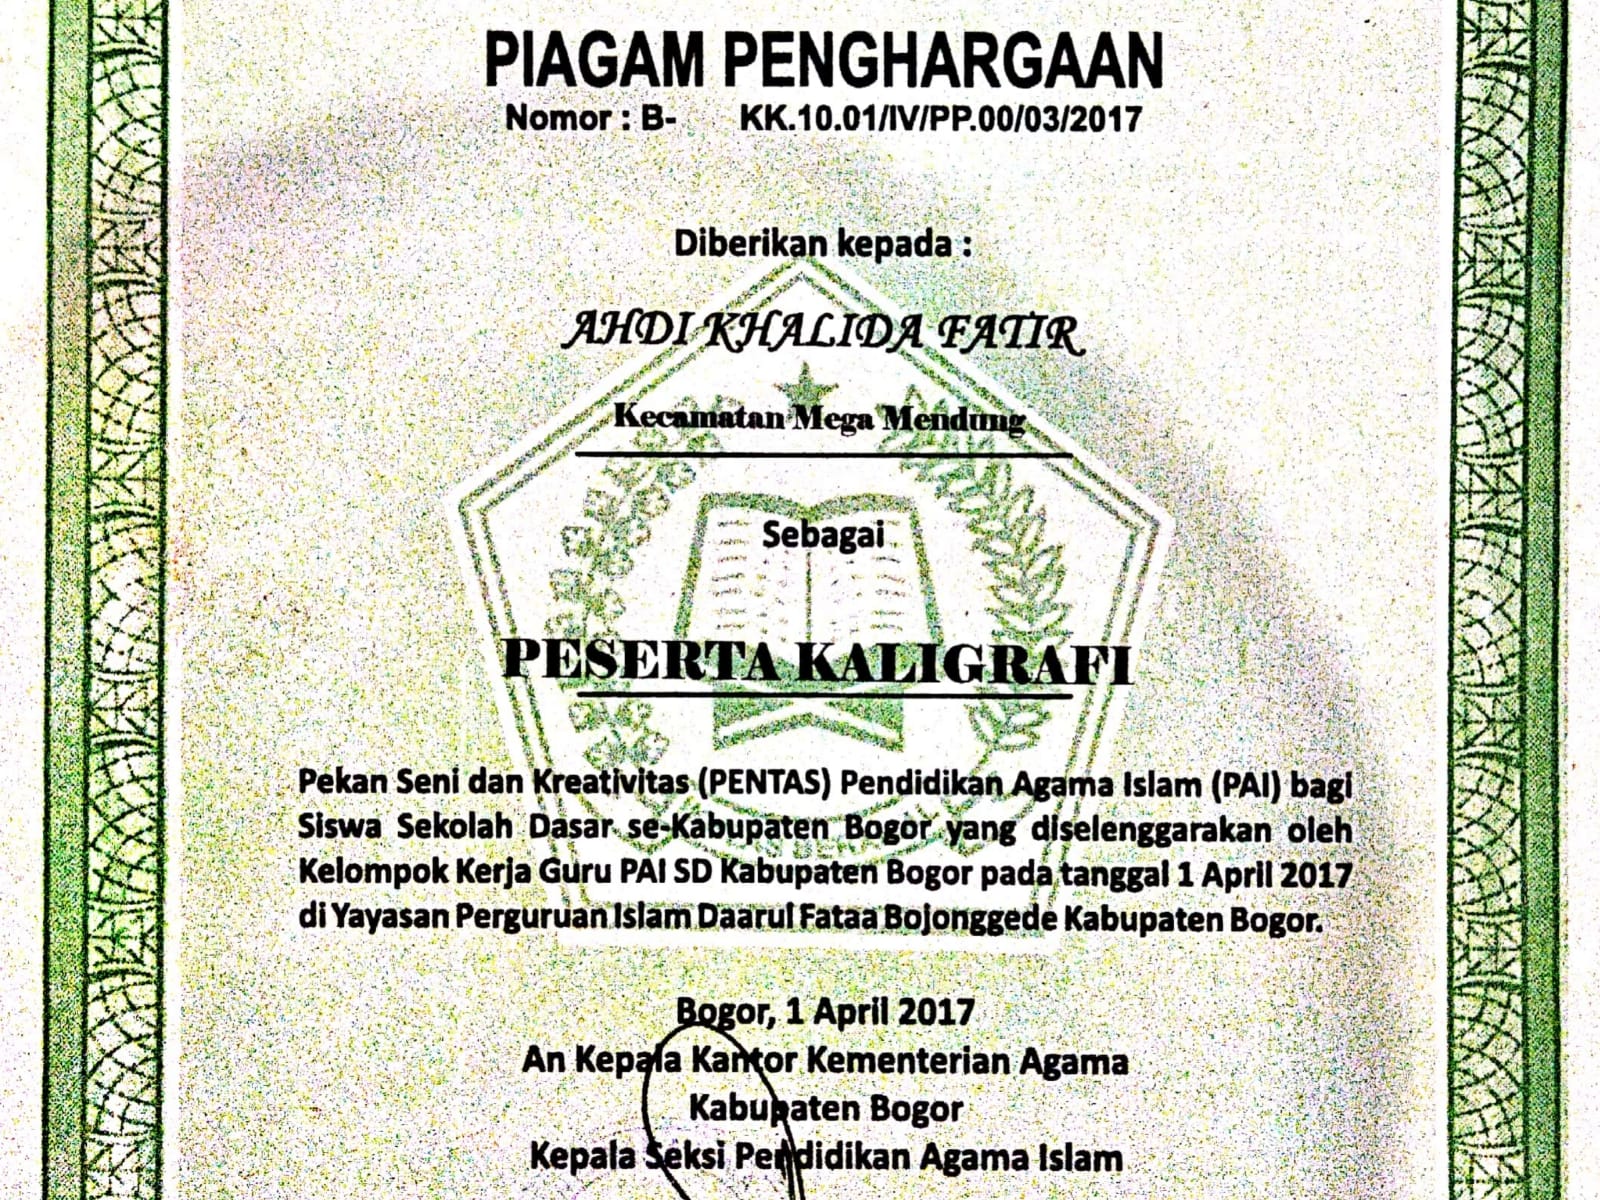 PIAGAM PENGHARGAAN
Nomor : B- KK.10.01/IV/PP.00/03/2017
Diberikan kepada :
AHDI KHALIDA FATIR
Kecamatan Mega Mendung
Sebagai
PESERTA KALIGRAFI
Pekan Seni dan Kreativitas (PENTAS) Pendidikan Agama Islam (PAI) bagi
Siswa Sekolah Dasar se-Kabupaten Bogor yang diselenggarakan oleh
Kelompok Kerja Guru PAI SD Kabupaten Bogor pada tanggal 1 April 2017
di Yayasan Perguruan Islam Daarul Fataa Bojonggede Kabupaten Bogor.
Bogor, 1 April 2017
An Kepala Kantor Kementerian Agama
Kabupaten Bogor
Kepala Seksi Pendidikan Agama Islam